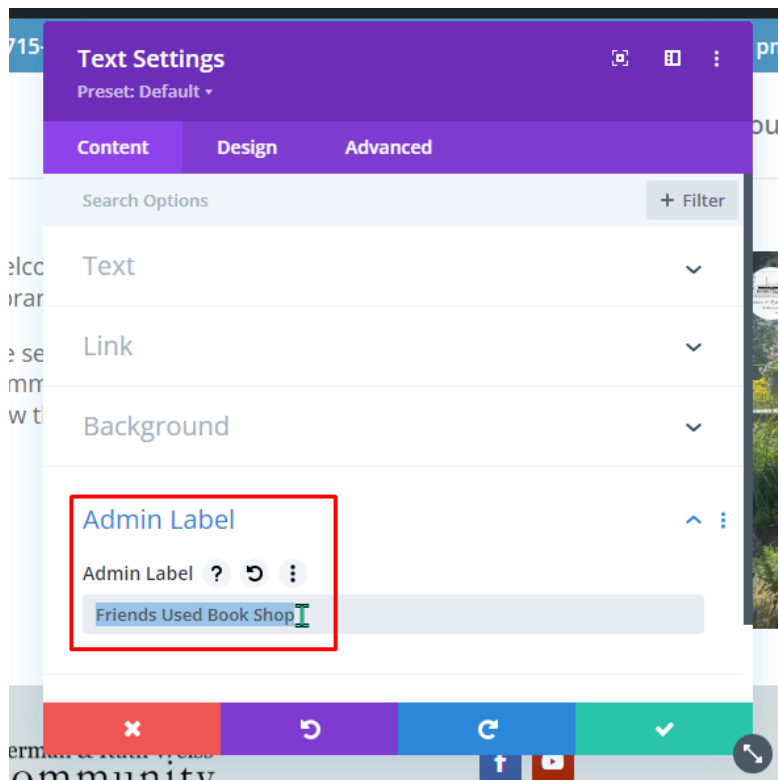 715-
Text Settings
Preset: Default
Content Design Advanced
Search Options
+ Filter
Text
Link
Background
Admin Label
Admin Label ?
Friends Used Book Shop